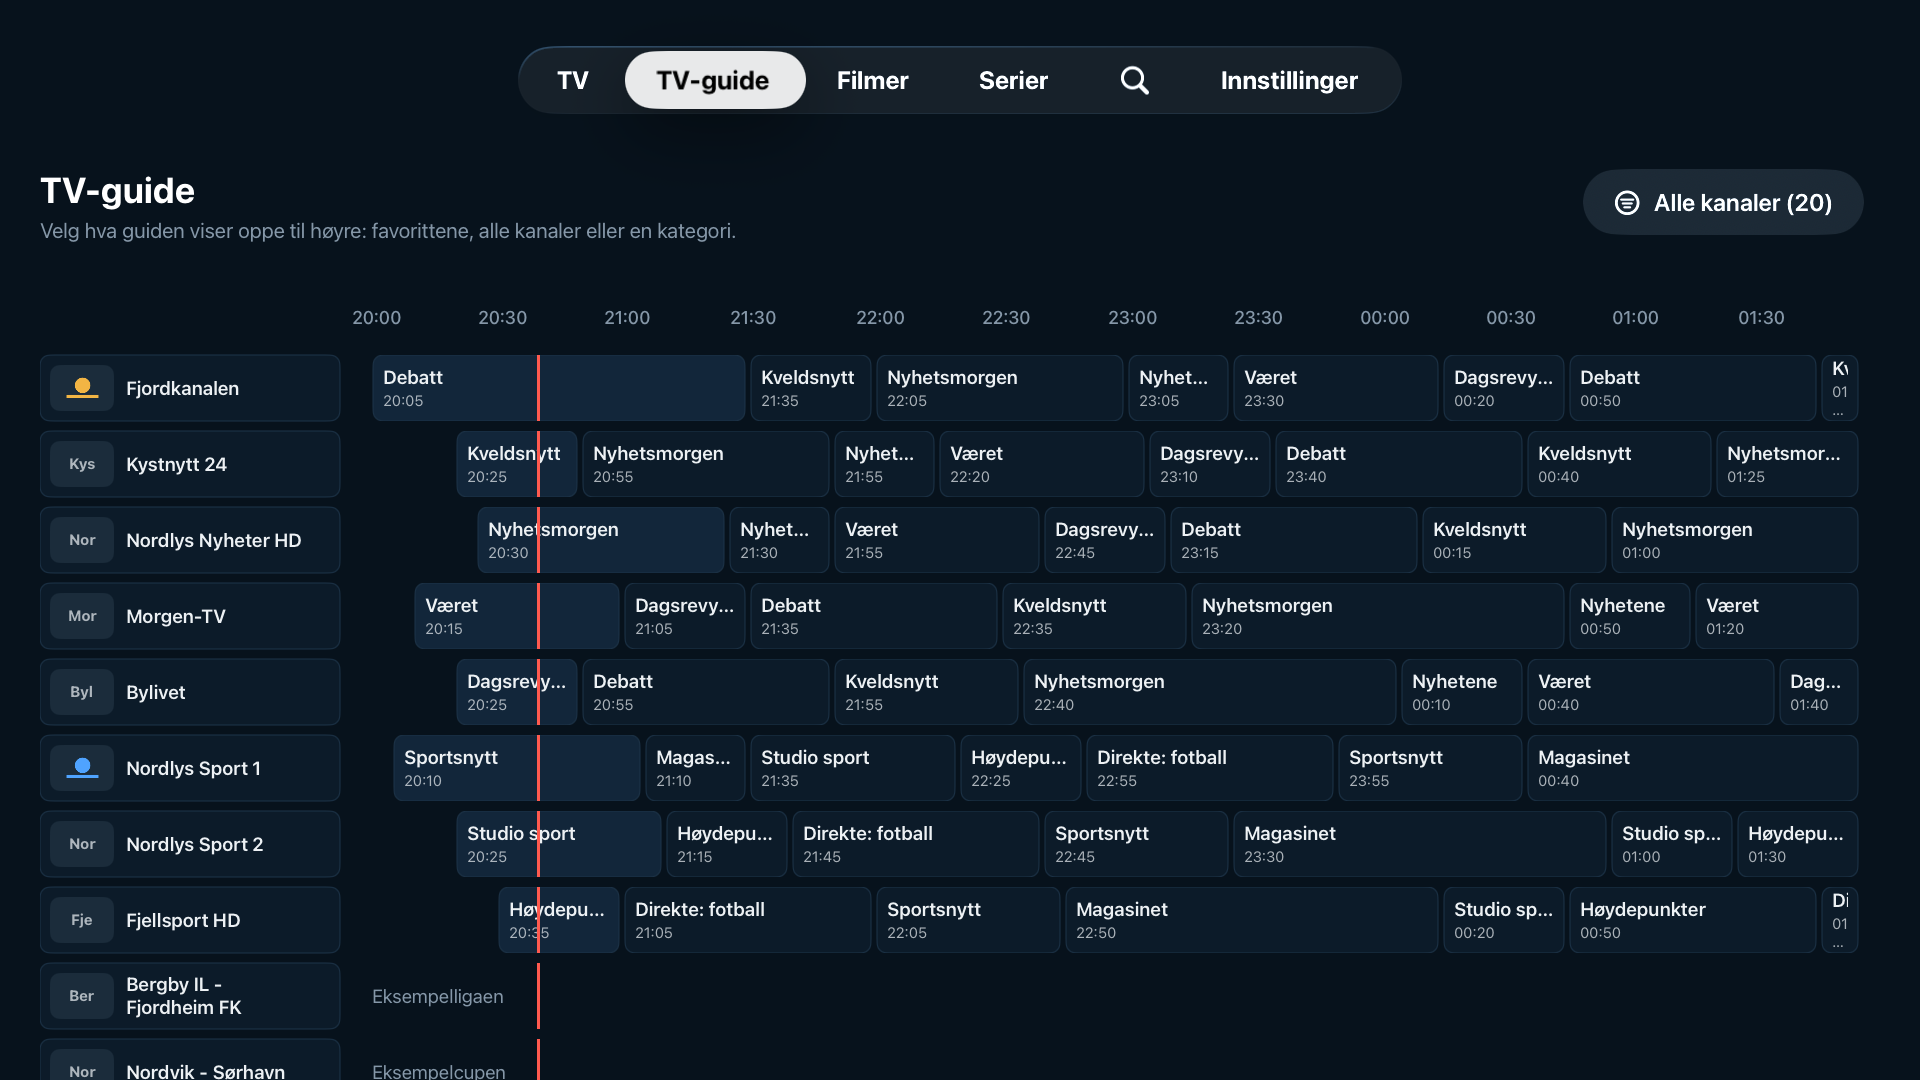 TV
TV-guide
Filmer
Serier
Innstillinger
TV-guide
Velg hva guiden viser oppe til høyre: favorittene, alle kanaler eller en kategori.
Alle kanaler (20)
20:00 20:30 21:00 21:30 22:00 22:30 23:00 23:30 00:00 00:30 01:00 01:30
Fjordkanalen
Debatt Kveldsnytt Nyhetsmorgen Nyhet... Været Dagsrevy... Debatt
20:05 21:35 22:05 23:05 23:30 00:20 00:50 01
...
Kys Kystnytt 24
Kveldsnytt Nyhetsmorgen Nyhet... Været Dagsrevy... Debatt Kveldsnytt Nyhetsmor...
20:25 20:55 21:55 22:20 23:10 23:40 00:40 01:25
Nor Nordlys Nyheter HD
Nyhetsmorgen Nyhet... Været Dagsrevy... Debatt Kveldsnytt Nyhetsmorgen
20:30 21:30 21:55 22:45 23:15 00:15 01:00
Mor Morgen-TV
Været Dagsrevy... Debatt Kveldsnytt Nyhetsmorgen Nyhetene Været
20:15 21:05 21:35 22:35 23:20 00:50 01:20
Byl Bylivet
Dagsrevy... Debatt Kveldsnytt Nyhetsmorgen Nyhetene Været Dag...
20:25 20:55 21:55 22:40 00:10 00:40 01:40
Nordlys Sport 1
Sportsnytt Magas... Studio sport Høydepu... Direkte: fotball Sportsnytt Magasinet
20:10 21:10 21:35 22:25 22:55 23:55 00:40
Nor Nordlys Sport 2
Studio sport Høydepu... Direkte: fotball Sportsnytt Magasinet Studio sp... Høydepu...
20:25 21:15 21:45 22:45 23:30 01:00 01:30
Fje Fjellsport HD
Høydepu... Direkte: fotball Sportsnytt Magasinet Studio sp... Høydepunkter Di
20:35 21:05 22:05 22:50 00:20 00:50 01
...
Ber Bergby IL -
Fjordheim FK
Eksempelligaen
Nor Nordvik - Sørhavn
Eksempelcupen